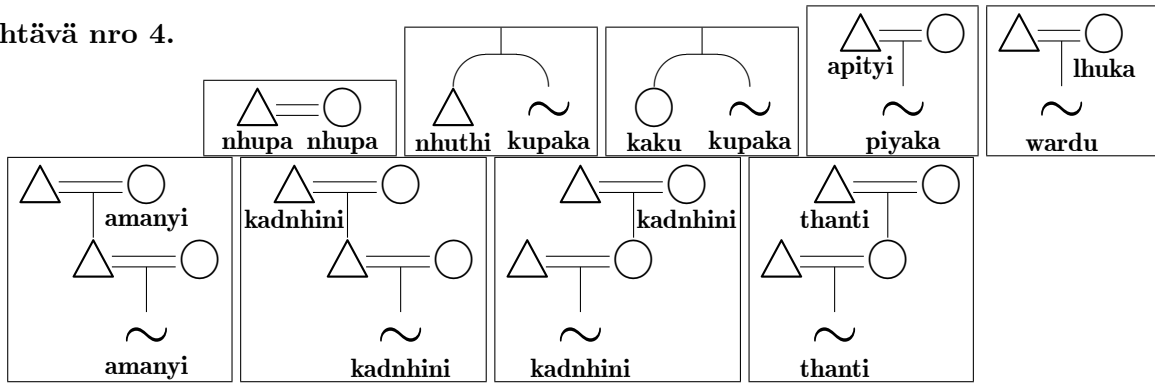 htävä nro 4.
apityi lhuka
nhupa nhupa nhuthi kupaka kaku kupaka piyaka wardu
amanyi kadnhini kadnhini thanti
amanyi kadnhini kadnhini thanti